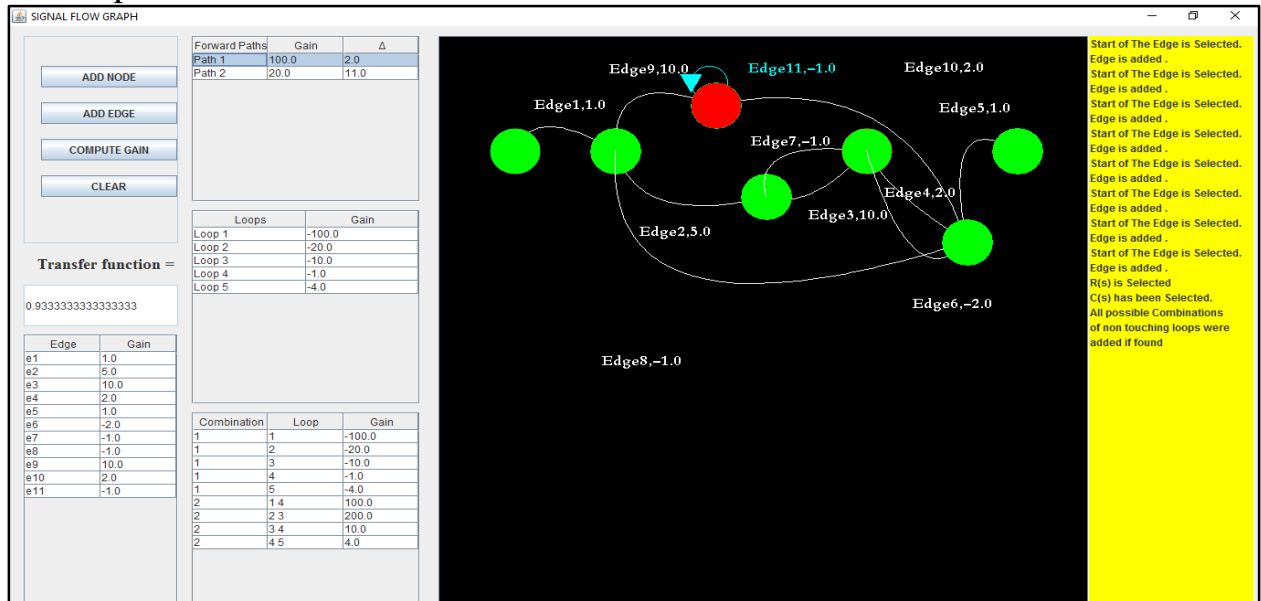 SIGNAL FLOW GRAPH
ADD NODE
ADD EDGE
COMPUTE GAIN
CLEAR
Transfer function =
0.9333333333333333
Edge Gain
e1 1.0
e2 5.0
e3 10.0
e4 2.0
e5 1.0
e6 -2.0
e7 -1.0
e8 -1.0
e9 10.0
e10 2.0
e11 -1.0
Forward Paths Gain Δ
Path 1 100.0 2.0
Path 2 20.0 11.0
Loops Gain
Loop 1 -100.0
Loop 2 -20.0
Loop 3 -10.0
Loop 4 -1.0
Loop 5 -4.0
Combination Loop Gain
1 1 -100.0
1 2 -20.0
1 3 -10.0
1 4 -1.0
1 5 -4.0
2 1 4 100.0
2 2 3 200.0
2 3 4 10.0
2 4 5 4.0
Edge9,10.0 Edge11,-1.0 Edge10,2.0
Edge1,1.0 Edge5,1.0
Edge7,-1.0
Edge4,2.0
Edge3,10.0
Edge2,5.0
Edge6,-2.0
Edge8,-1.0
Start of The Edge is Selected.
Edge is added .
Start of The Edge is Selected.
Edge is added .
Start of The Edge is Selected.
Edge is added .
Start of The Edge is Selected.
Edge is added .
Start of The Edge is Selected.
Edge is added .
Start of The Edge is Selected.
Edge is added .
Start of The Edge is Selected.
Edge is added .
Start of The Edge is Selected.
Edge is added .
R(s) is Selected
C(s) has been Selected.
All possible Combinations
of non touching loops were
added if found